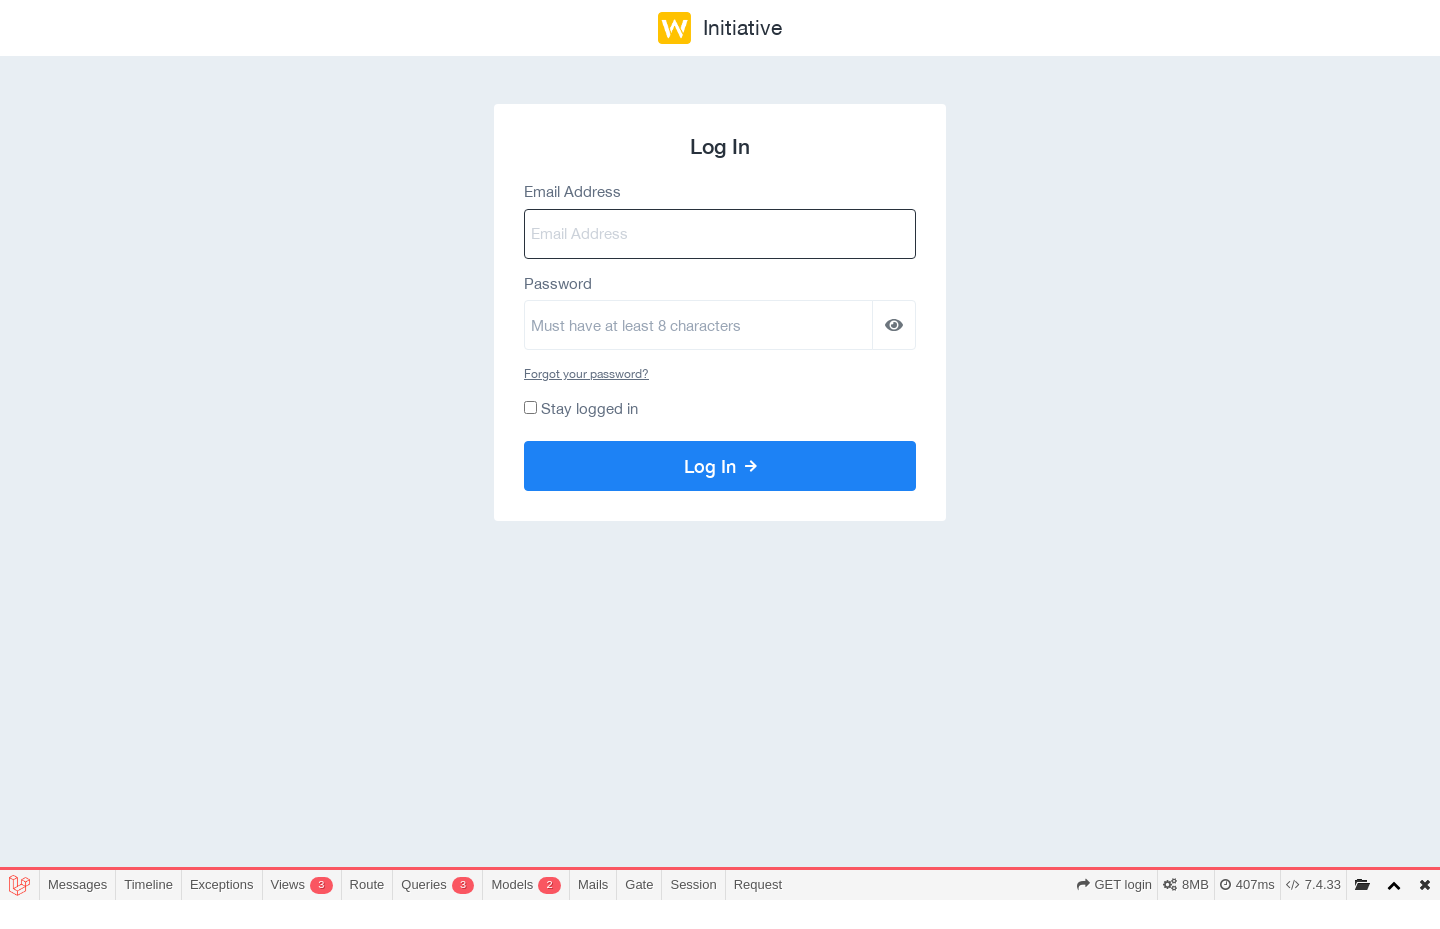 W Initiative
Log In
Email Address
Email Address
Password
Must have at least 8 characters
Forgot your password?
Stay logged in
Log In
Messages Timeline Exceptions Views 3 Route Queries 3 Models 2 Mails Gate Session Request GET login 8MB 407ms 7.4.33